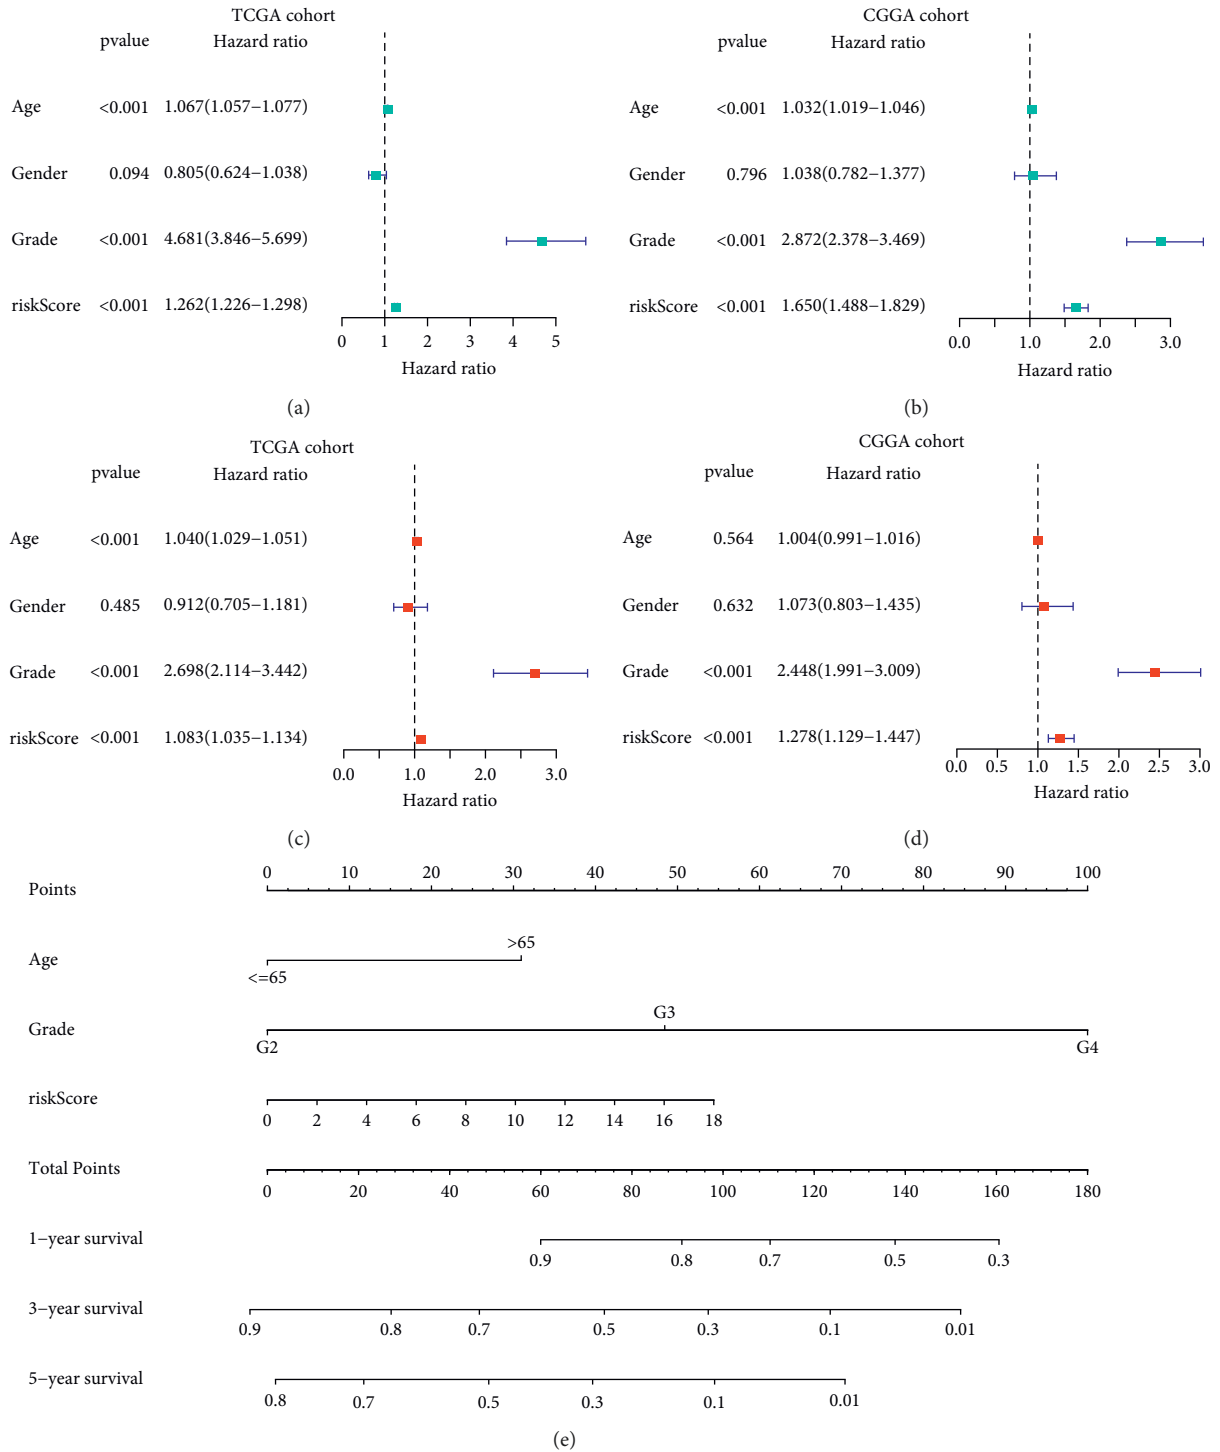 TCGA cohort
pvalue Hazard ratio
Age <0.001 1.067(1.057−1.077)
Gender 0.094 0.805(0.624−1.038)
Grade <0.001 4.681(3.846−5.699)
riskScore <0.001 1.262(1.226−1.298)
0 1 2 3 4 5
Hazard ratio
(a)
CGGA cohort
pvalue Hazard ratio
Age <0.001 1.032(1.019−1.046)
Gender 0.796 1.038(0.782−1.377)
Grade <0.001 2.872(2.378−3.469)
riskScore <0.001 1.650(1.488−1.829)
0.0 1.0 2.0 3.0
Hazard ratio
(b)
TCGA cohort
pvalue Hazard ratio
Age <0.001 1.040(1.029−1.051)
Gender 0.485 0.912(0.705−1.181)
Grade <0.001 2.698(2.114−3.442)
riskScore <0.001 1.083(1.035−1.134)
0.0 1.0 2.0 3.0
Hazard ratio
(c)
CGGA cohort
pvalue Hazard ratio
Age 0.564 1.004(0.991−1.016)
Gender 0.632 1.073(0.803−1.435)
Grade <0.001 2.448(1.991−3.009)
riskScore <0.001 1.278(1.129−1.447)
0.0 0.5 1.0 1.5 2.0 2.5 3.0
Hazard ratio
(d)
Points 0 10 20 30 40 50 60 70 80 90 100
Age <=65 >65
Grade G2 G3 G4
riskScore
0 2 4 6 8 10 12 14 16 18
Total Points
0 20 40 60 80 100 120 140 160 180
1−year survival
0.9 0.8 0.7 0.5 0.3
3−year survival
0.9 0.8 0.7 0.5 0.3 0.1 0.01
5−year survival
0.8 0.7 0.5 0.3 0.1 0.01
(e)